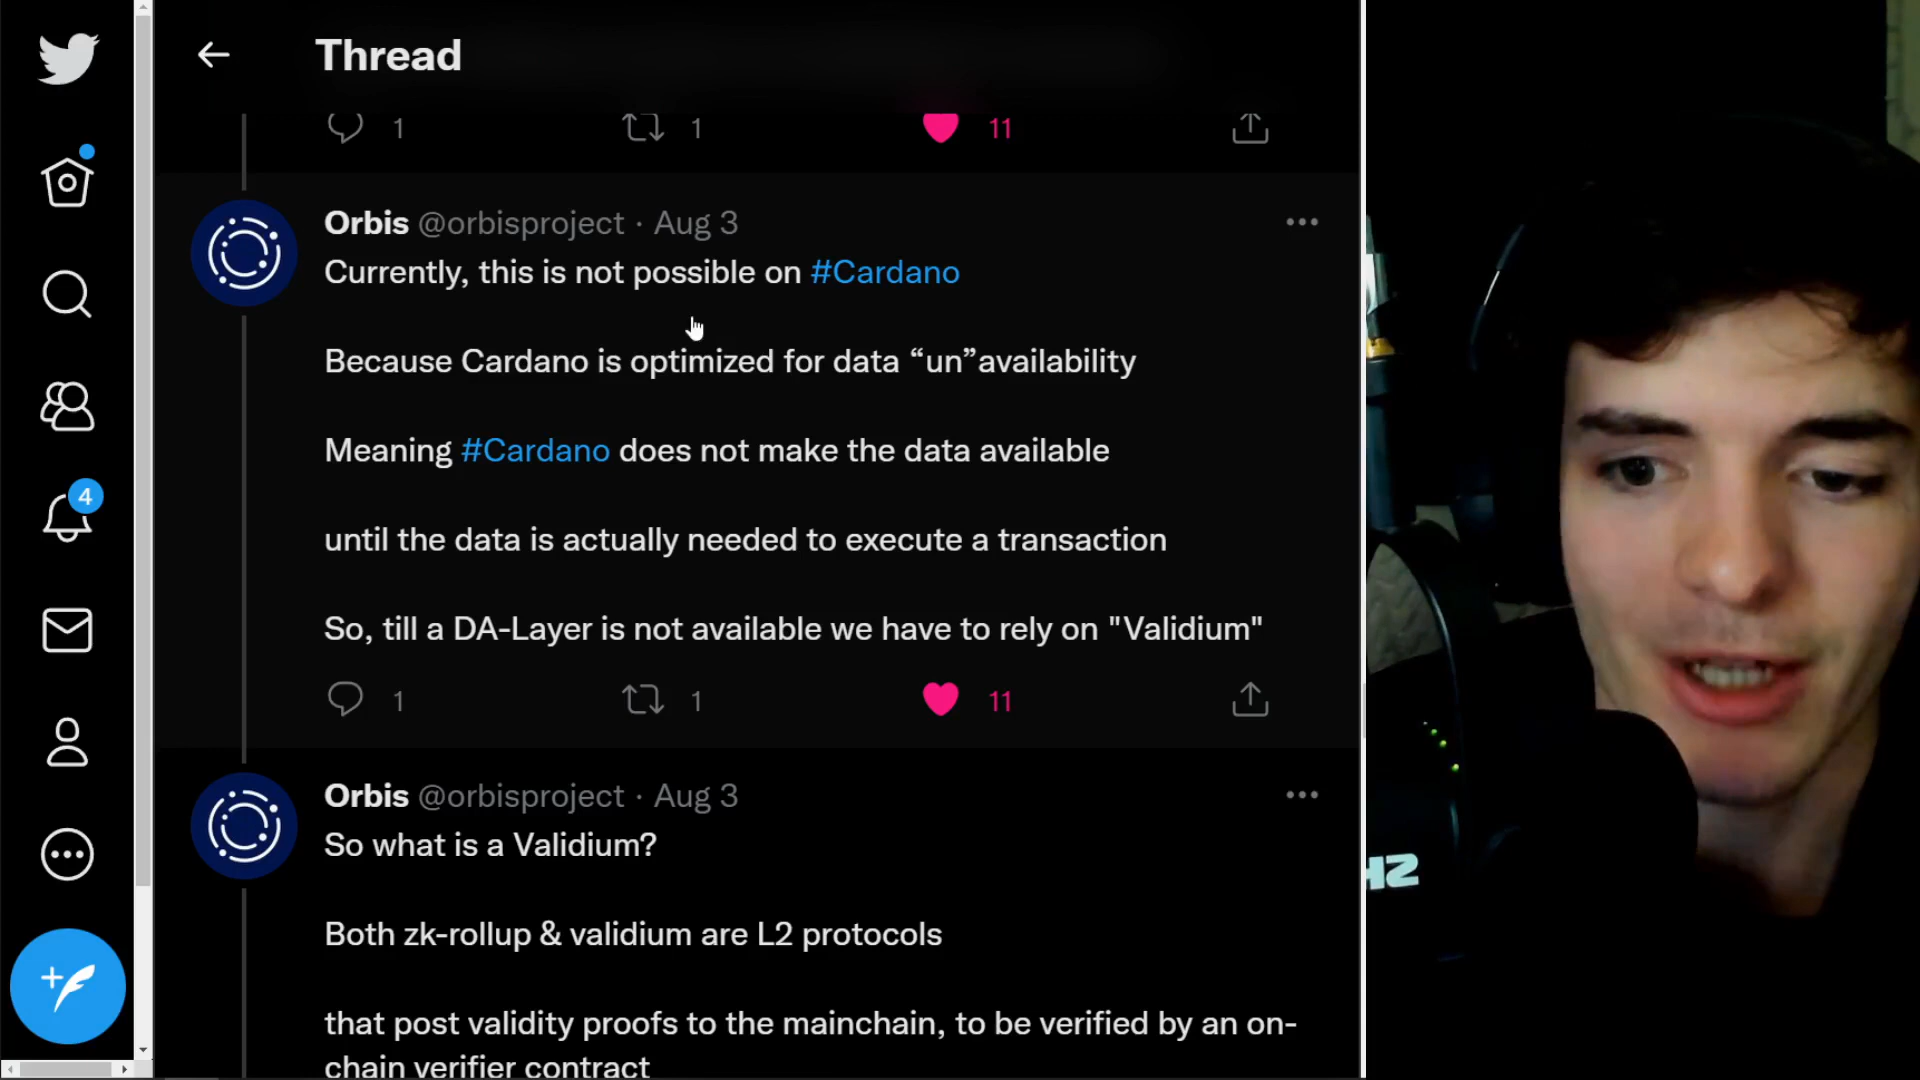 Thread
1 1 11
Orbis @orbisproject · Aug 3
Currently, this is not possible on #Cardano
Because Cardano is optimized for data “un”availability
Meaning #Cardano does not make the data available
until the data is actually needed to execute a transaction
So, till a DA-Layer is not available we have to rely on "Validium"
4
1 1 11
Orbis @orbisproject · Aug 3
So what is a Validium?
Both zk-rollup & validium are L2 protocols
that post validity proofs to the mainchain, to be verified by an on-
chain verifier contract